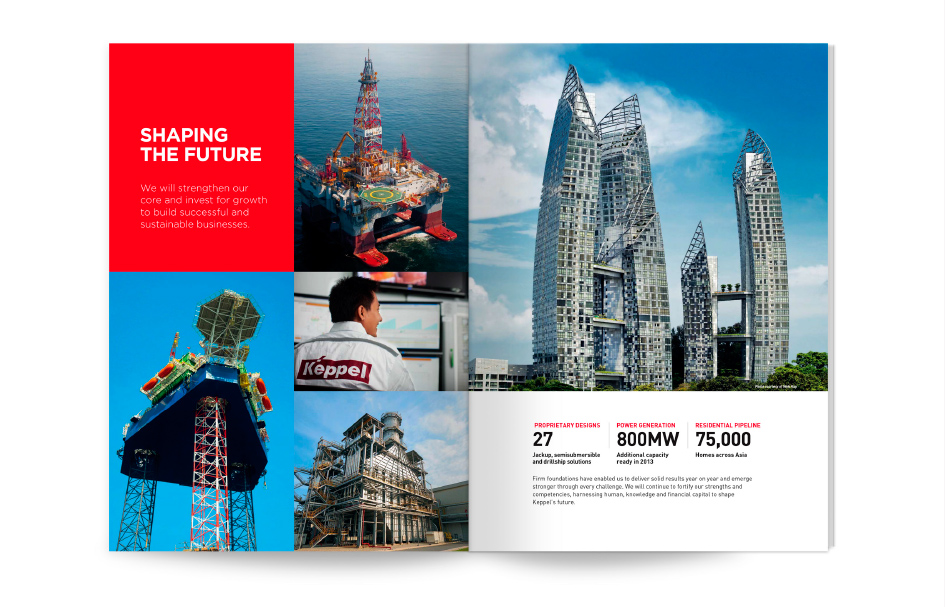 SHAPING
THE FUTURE
We will strengthen our
core and invest for growth
to build successful and
sustainable businesses.
Keppel
PROPRIETARY DESIGNS
27
Jackup, semisubmersible
and drillship solutions
POWER GENERATION
800MW
Additional capacity
ready in 2013
RESIDENTIAL PIPELINE
75,000
Homes across Asia
Firm foundations have enabled us to deliver solid results year on year and emerge
stronger through every challenge. We will continue to fortify our strengths and
competencies, harnessing human, knowledge and financial capital to shape
Keppel's future.